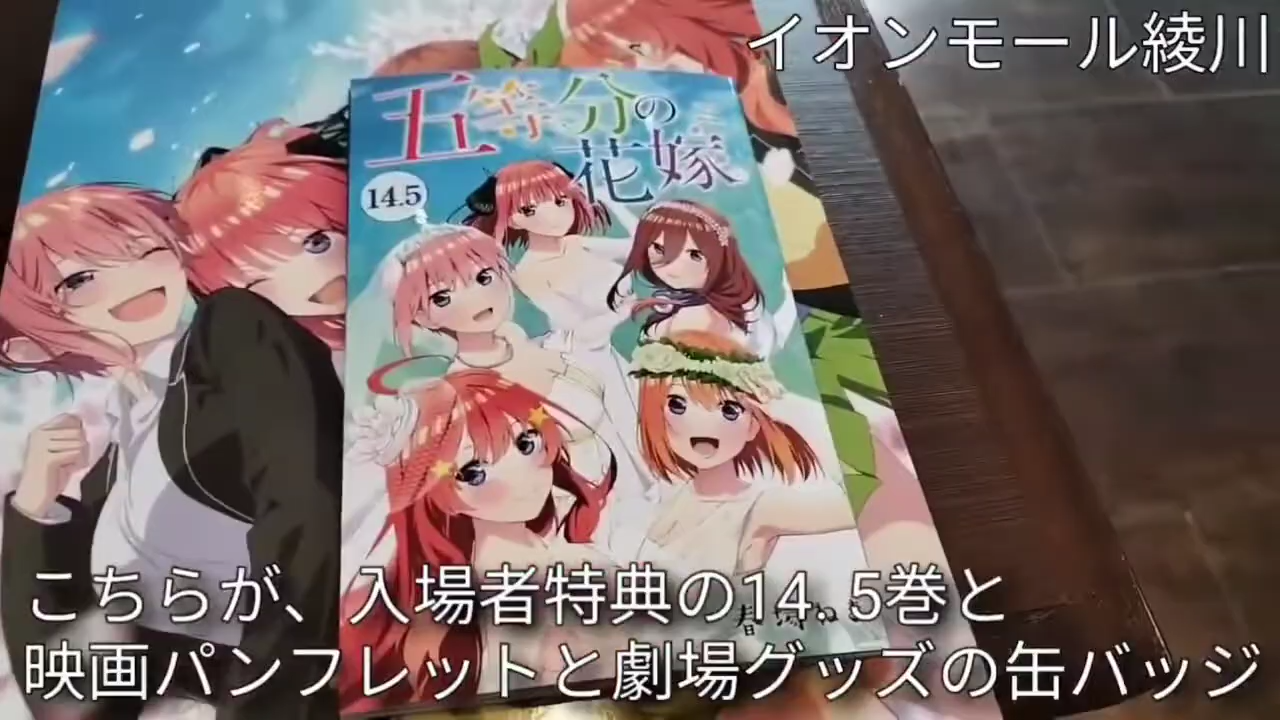 イオンモール綾川
五等分の
花嫁
14.5
こちらが、入場者特典の14.5巻と
映画パンフレットと劇場グッズの缶バッジ